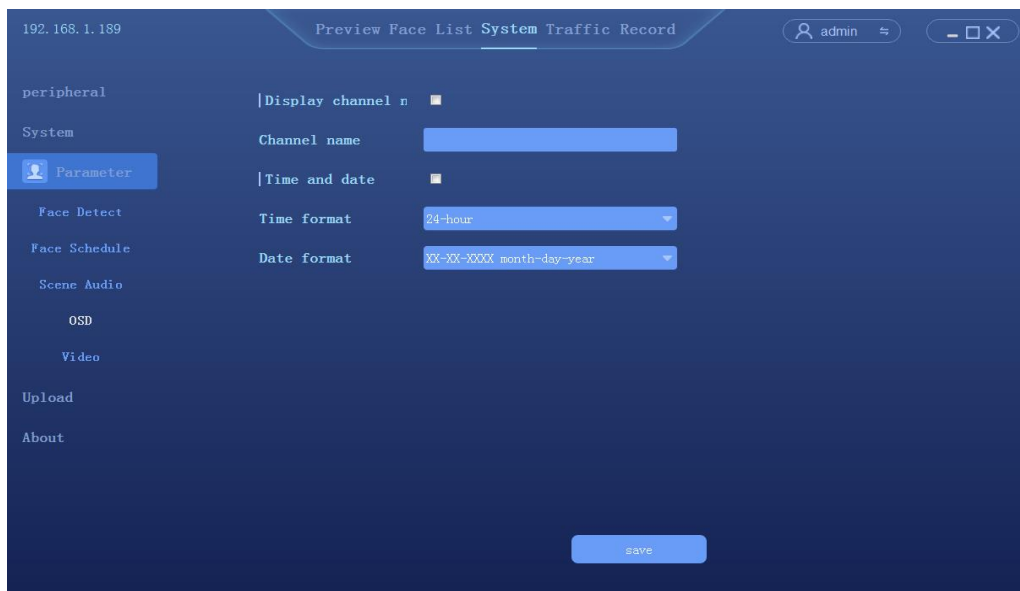 192.168.1.189
Preview Face List System Traffic Record
admin
peripheral
System
Parameter
Face Detect
Face Schedule
Scene Audio
OSD
Video
Upload
About
Display channel n
Channel name
Time and date
Time format
24-hour
Date format
XX-XX-XXXX month-day-year
save